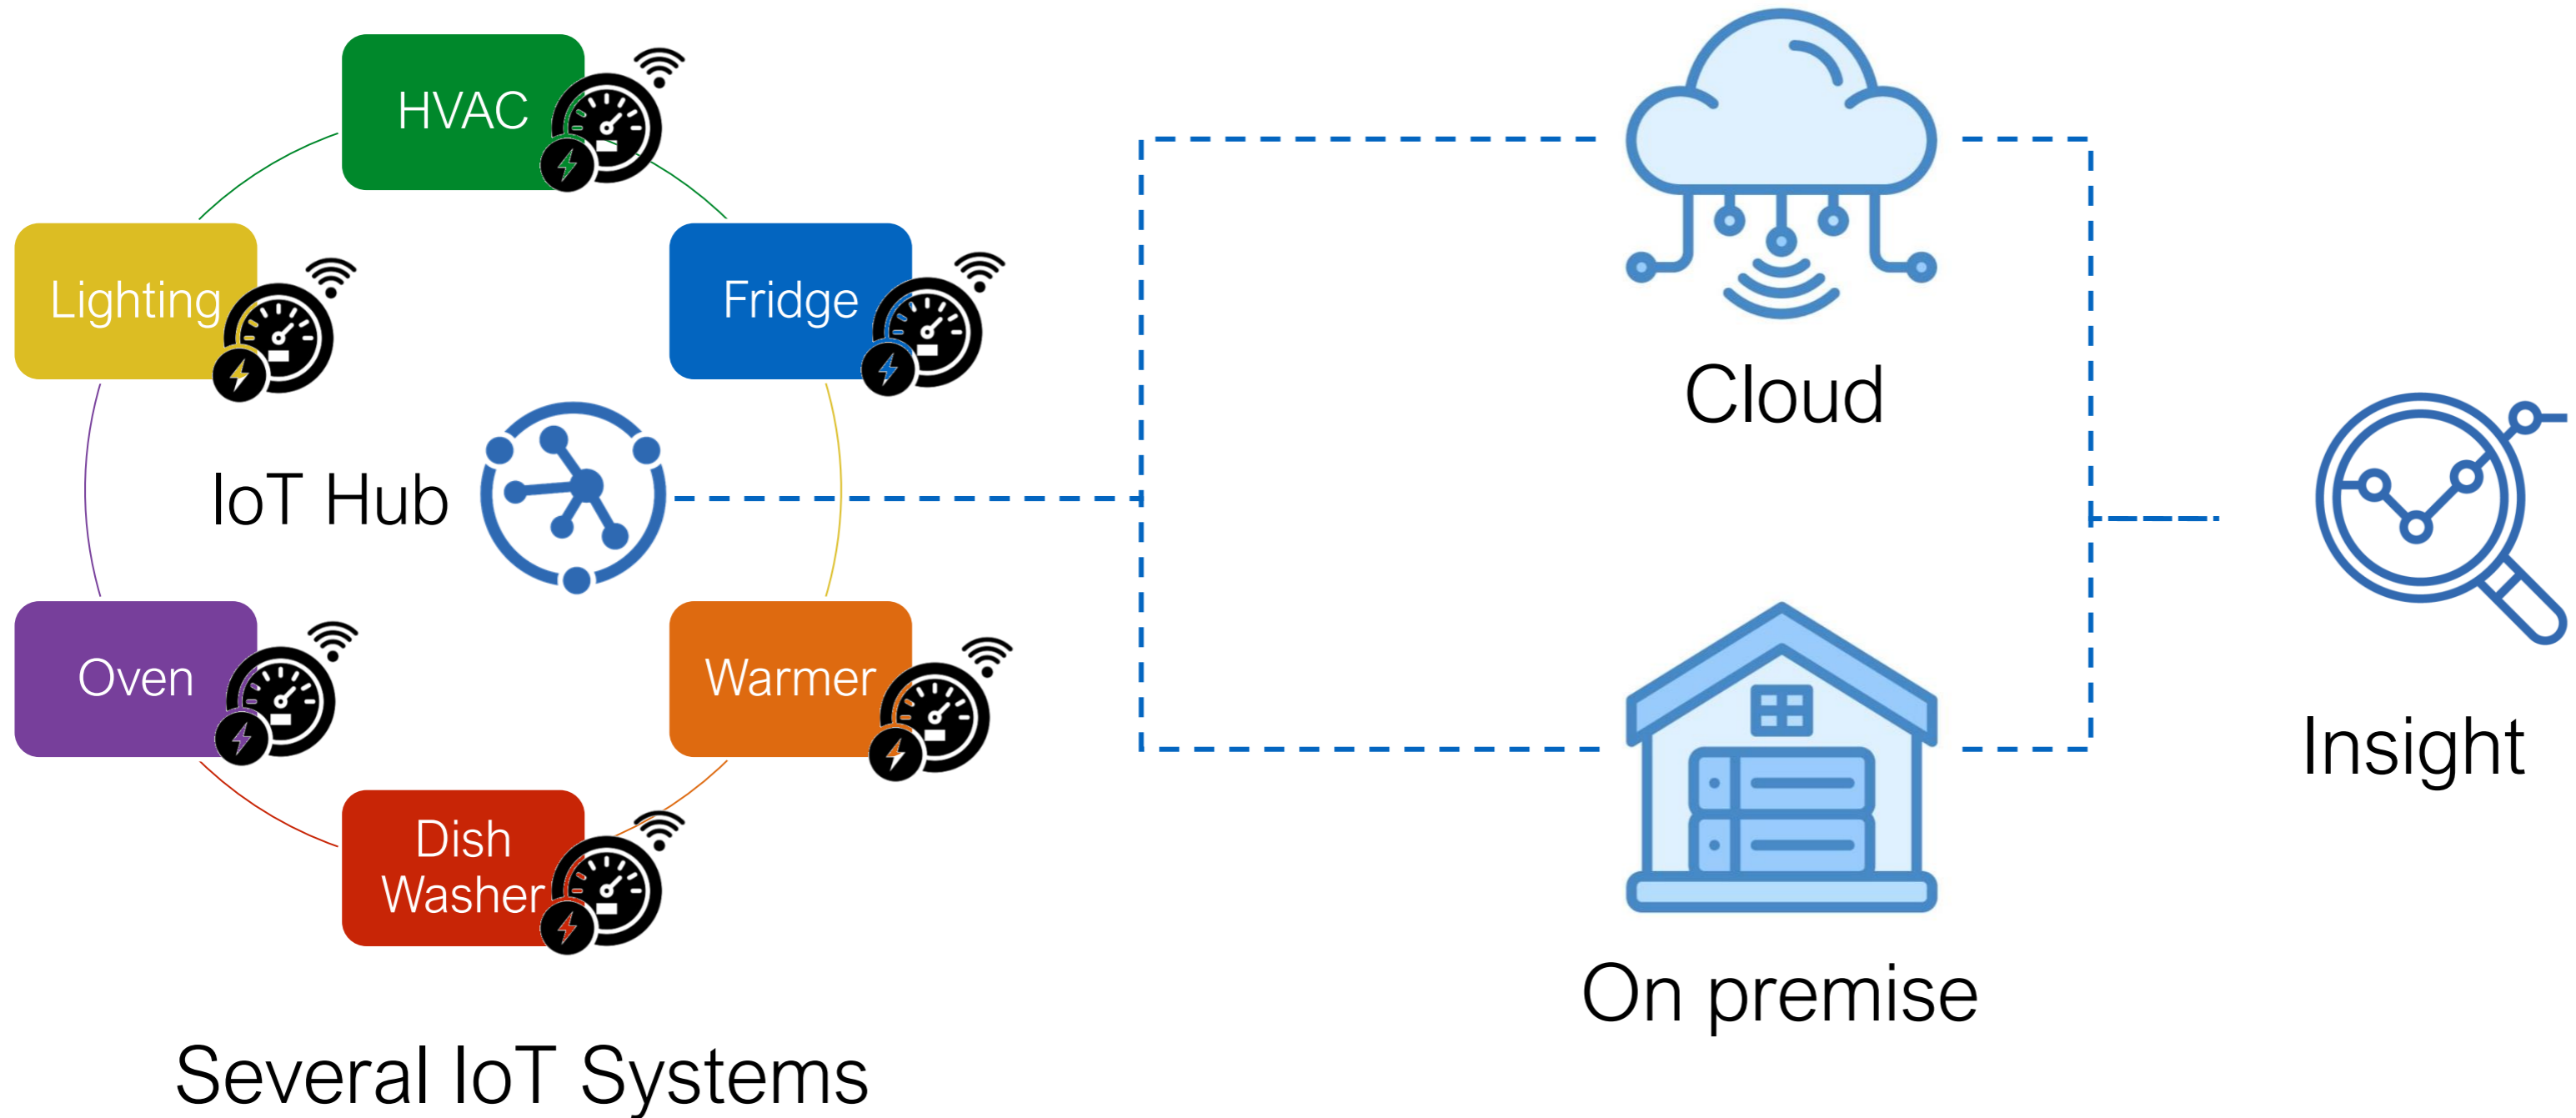 HVAC
Lighting
Fridge
IoT Hub
Oven
Warmer
Dish
Washer
Several IoT Systems
Cloud
On premise
Insight